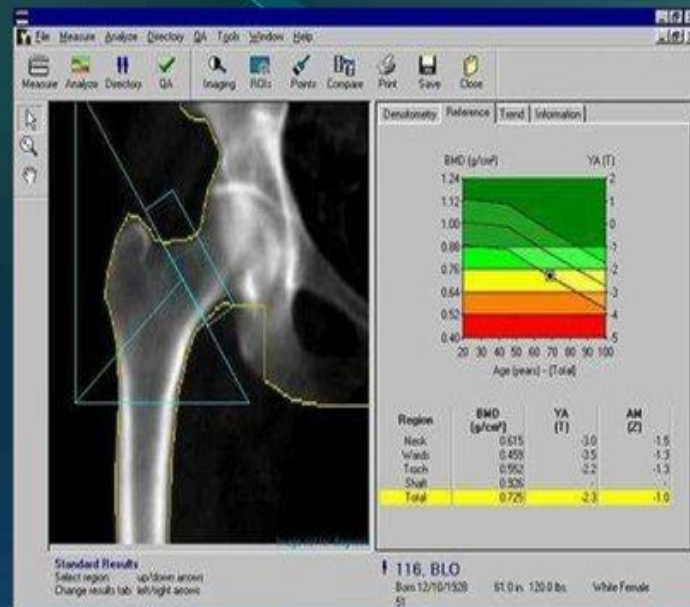 File Measure Analyze Directory QA Tools Window Help
Measure Analyze Directory QA Imaging ROIs Points Compare Print Save Close
Densitometry Reference Trend Information
BMD (g/cm²) YA (T)
1.24 2
1.12 1
1.00 0
0.88 -1
0.76 -2
0.64 -3
0.52 -4
0.40 -5
20 30 40 50 60 70 80 90 100
Age (years) - (Total)
Region BMD (g/cm²) YA (T) AM (Z)
Neck 0.615 -3.0 -1.5
Wards 0.459 -3.5 -1.3
Troch 0.552 -2.2 -1.3
Shaft 0.926 - -
Total 0.725 -2.3 -1.0
Standard Results
Select region up/down arrows
Change results tab left/right arrows
116, BLO
Born 12/10/1928 61.0 in. 120.0 lbs. White Female
51